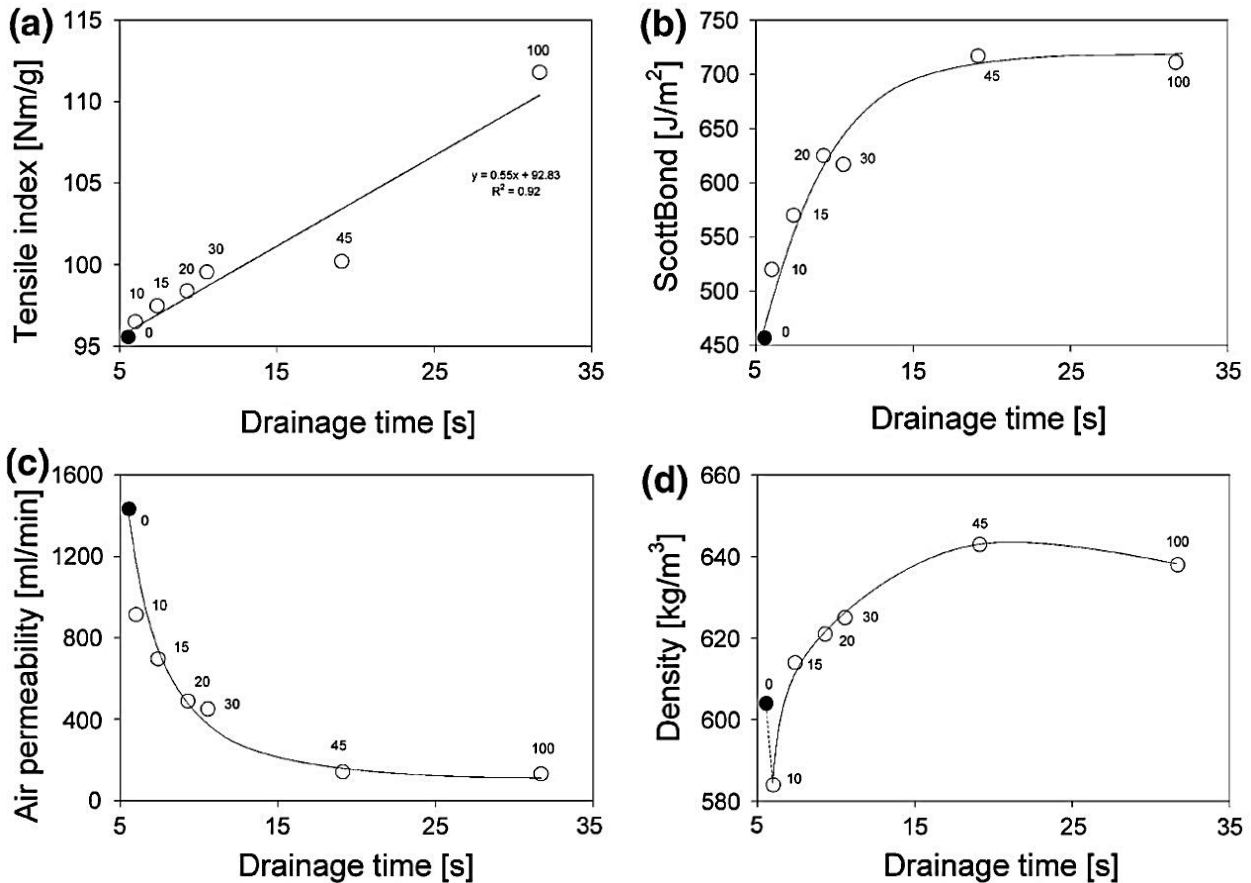 (a)
Tensile index [Nm/g]
115
110
105
100
95
100
y = 0.55x + 92.83
R² = 0.92
45
30
20
15
10
0
5 15 25 35
Drainage time [s]
(b)
ScottBond [J/m²]
750
700
650
600
550
500
450
45
100
20
30
15
10
0
5 15 25 35
Drainage time [s]
(c)
Air permeability [ml/min]
1600
1200
800
400
0
0
10
15
20
30
45
100
5 15 25 35
Drainage time [s]
(d)
Density [kg/m³]
660
640
620
600
580
45
100
30
20
15
0
10
5 15 25 35
Drainage time [s]